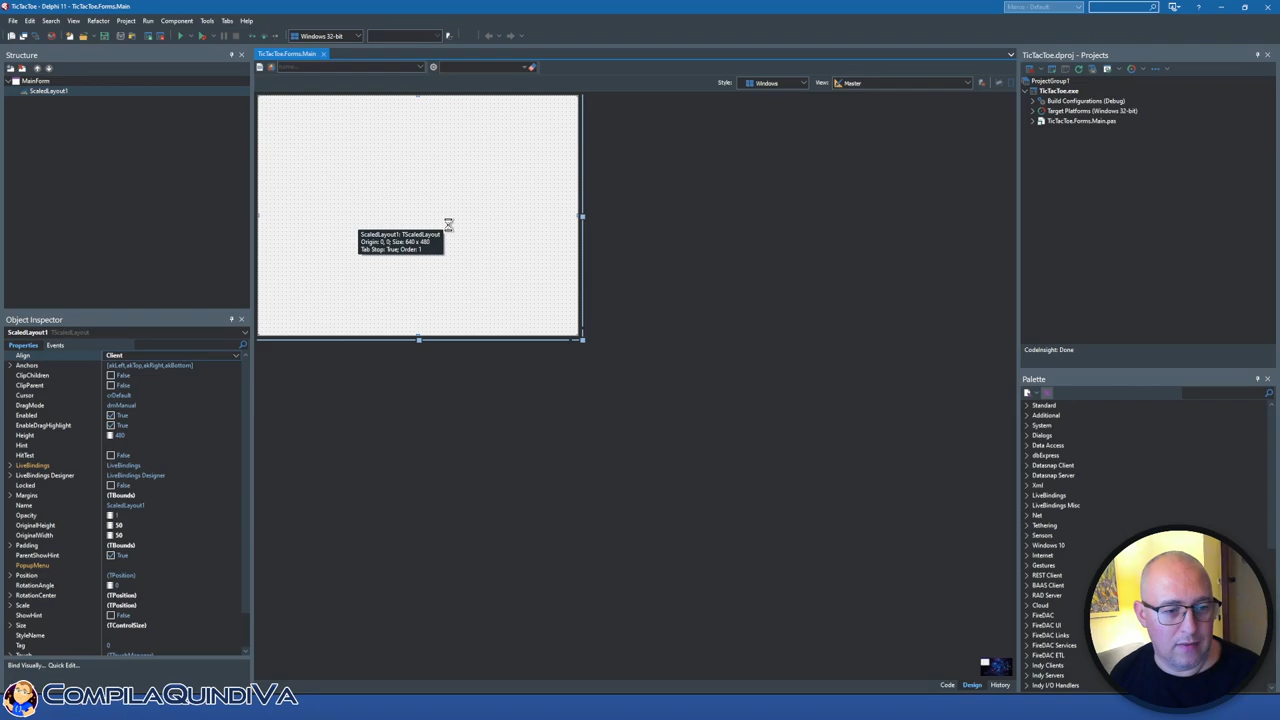 TicTacToe - Delphi 11 - TicTacToe.Forms.Main
Marco - Default
File Edit Search View Refactor Project Run Component Tools Tabs Help
Windows 32-bit
Structure
MainForm
ScaledLayout1
TicTacToe.Forms.Main
Style: Windows View: Master
ScaledLayout1: TScaledLayout
Origin: 0, 0; Size: 640 x 480
Tab Stop: True; Order: 1
Object Inspector
ScaledLayout1 TScaledLayout
Properties Events
Align Client
Anchors [akLeft,akTop,akRight,akBottom]
ClipChildren False
ClipParent False
Cursor crDefault
DragMode dmManual
Enabled True
EnableDragHighlight True
Height 480
Hint
HitTest False
LiveBindings LiveBindings
LiveBindings Designer LiveBindings Designer
Locked False
Margins (TBounds)
Name ScaledLayout1
Opacity 1
OriginalHeight 50
OriginalWidth 50
Padding (TBounds)
ParentShowHint True
PopupMenu
Position (TPosition)
RotationAngle 0
RotationCenter (TPosition)
Scale (TPosition)
ShowHint False
Size (TControlSize)
StyleName
Tag 0
Bind Visually... Quick Edit...
TicTacToe.dproj - Projects
ProjectGroup1
TicTacToe.exe
Build Configurations (Debug)
Target Platforms (Windows 32-bit)
TicTacToe.Forms.Main.pas
CodeInsight: Done
Palette
Standard
Additional
System
Dialogs
Data Access
dbExpress
Datasnap Client
Datasnap Server
Xml
LiveBindings
LiveBindings Misc
Net
Tethering
Sensors
Windows 10
Internet
Gestures
REST Client
BAAS Client
RAD Server
Cloud
FireDAC
FireDAC UI
FireDAC Links
FireDAC Services
FireDAC ETL
Indy Clients
Indy Servers
Indy I/O Handlers
Code Design History
CompilaQuindiVa